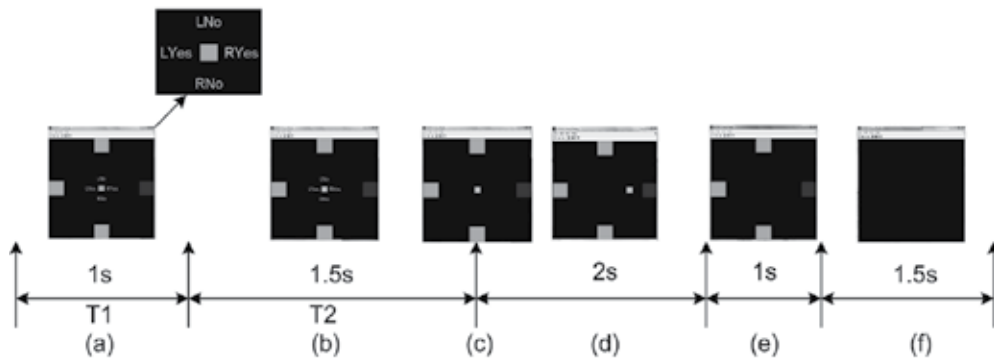 LNo
LYes RYes
RNo
1s 1.5s 2s 1s 1.5s
T1 T2
(a) (b) (c) (d) (e) (f)